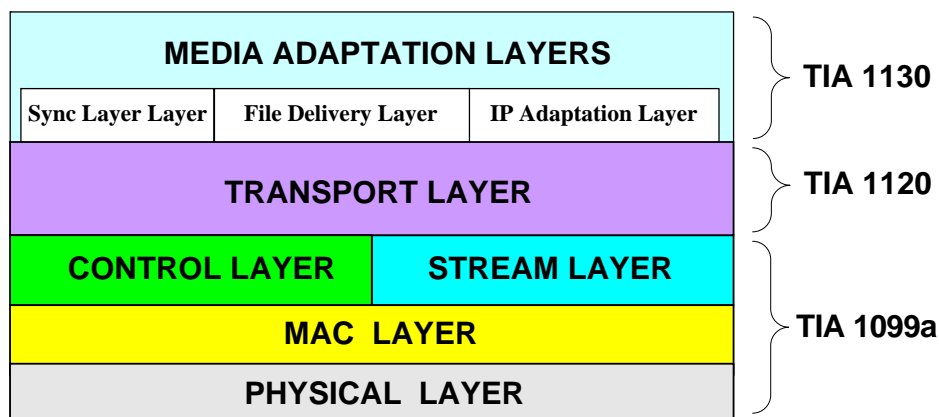 MEDIA ADAPTATION LAYERS
TIA 1130
Sync Layer Layer
File Delivery Layer
IP Adaptation Layer
TRANSPORT LAYER
TIA 1120
CONTROL LAYER
STREAM LAYER
MAC LAYER
TIA 1099a
PHYSICAL LAYER